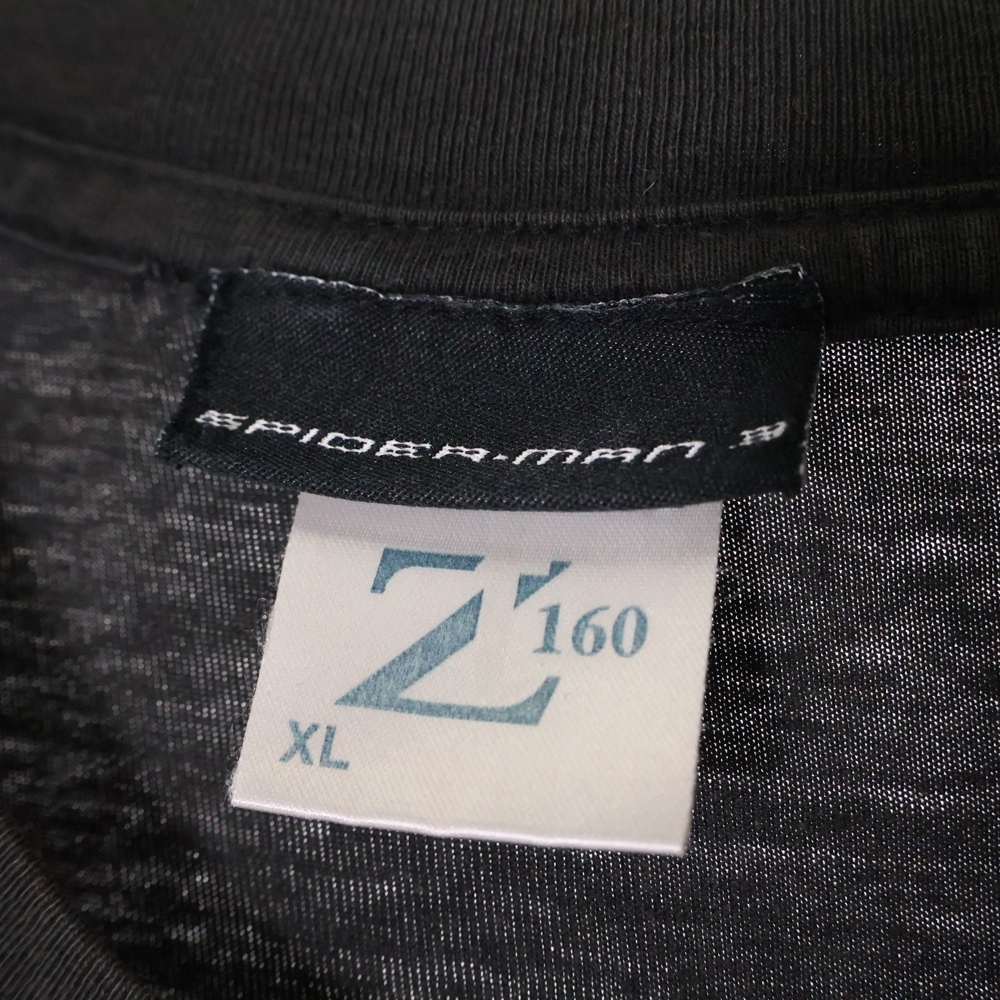 SPIDER-MAN 3
Z'
160
XL